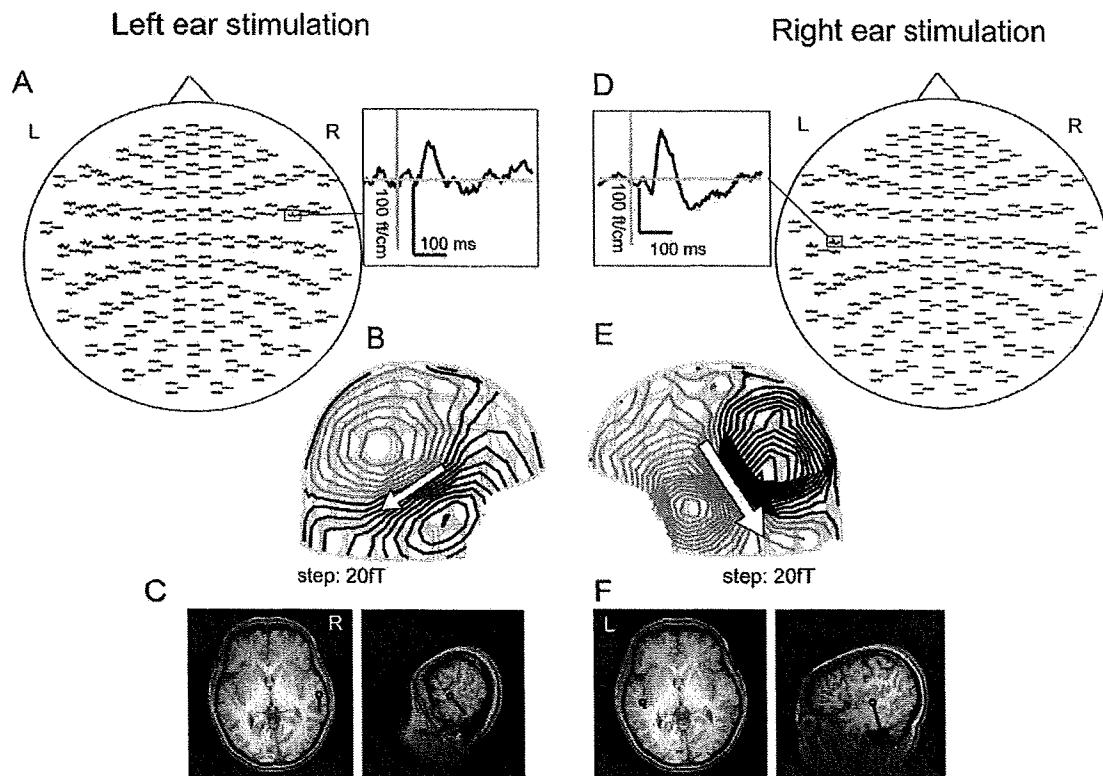 Left ear stimulation
Right ear stimulation
A
L
R
100 ft/cm
100 ms
D
100 ft/cm
100 ms
L
R
B
step: 20fT
E
step: 20fT
C
R
F
L